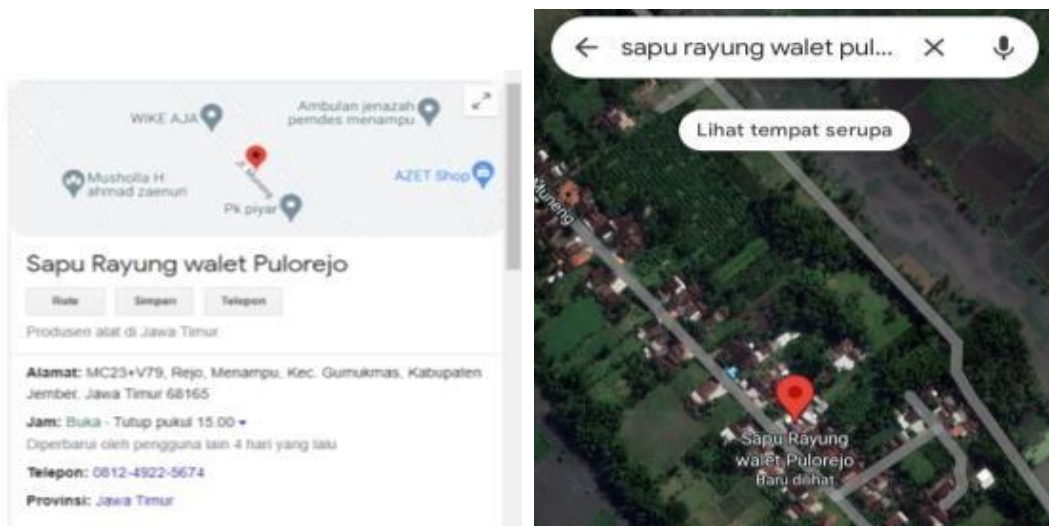 WIKE AJA
Ambulan jenazah
pemdes menampu
Musholla H
ahmad zaenuri
Jl. Muneng
AZET Shop
Pk piyar
Sapu Rayung walet Pulorejo
Rute Simpan Telepon
Produsen alat di Jawa Timur
Alamat: MC23+V79, Rejo, Menampu, Kec. Gumukmas, Kabupaten
Jember, Jawa Timur 68165
Jam: Buka - Tutup pukul 15.00
Diperbarui oleh pengguna lain 4 hari yang lalu
Telepon: 0812-4922-5674
Provinsi: Jawa Timur
sapu rayung walet pul...
Lihat tempat serupa
Muneng
Sapu Rayung
walet Pulorejo
Baru dilihat